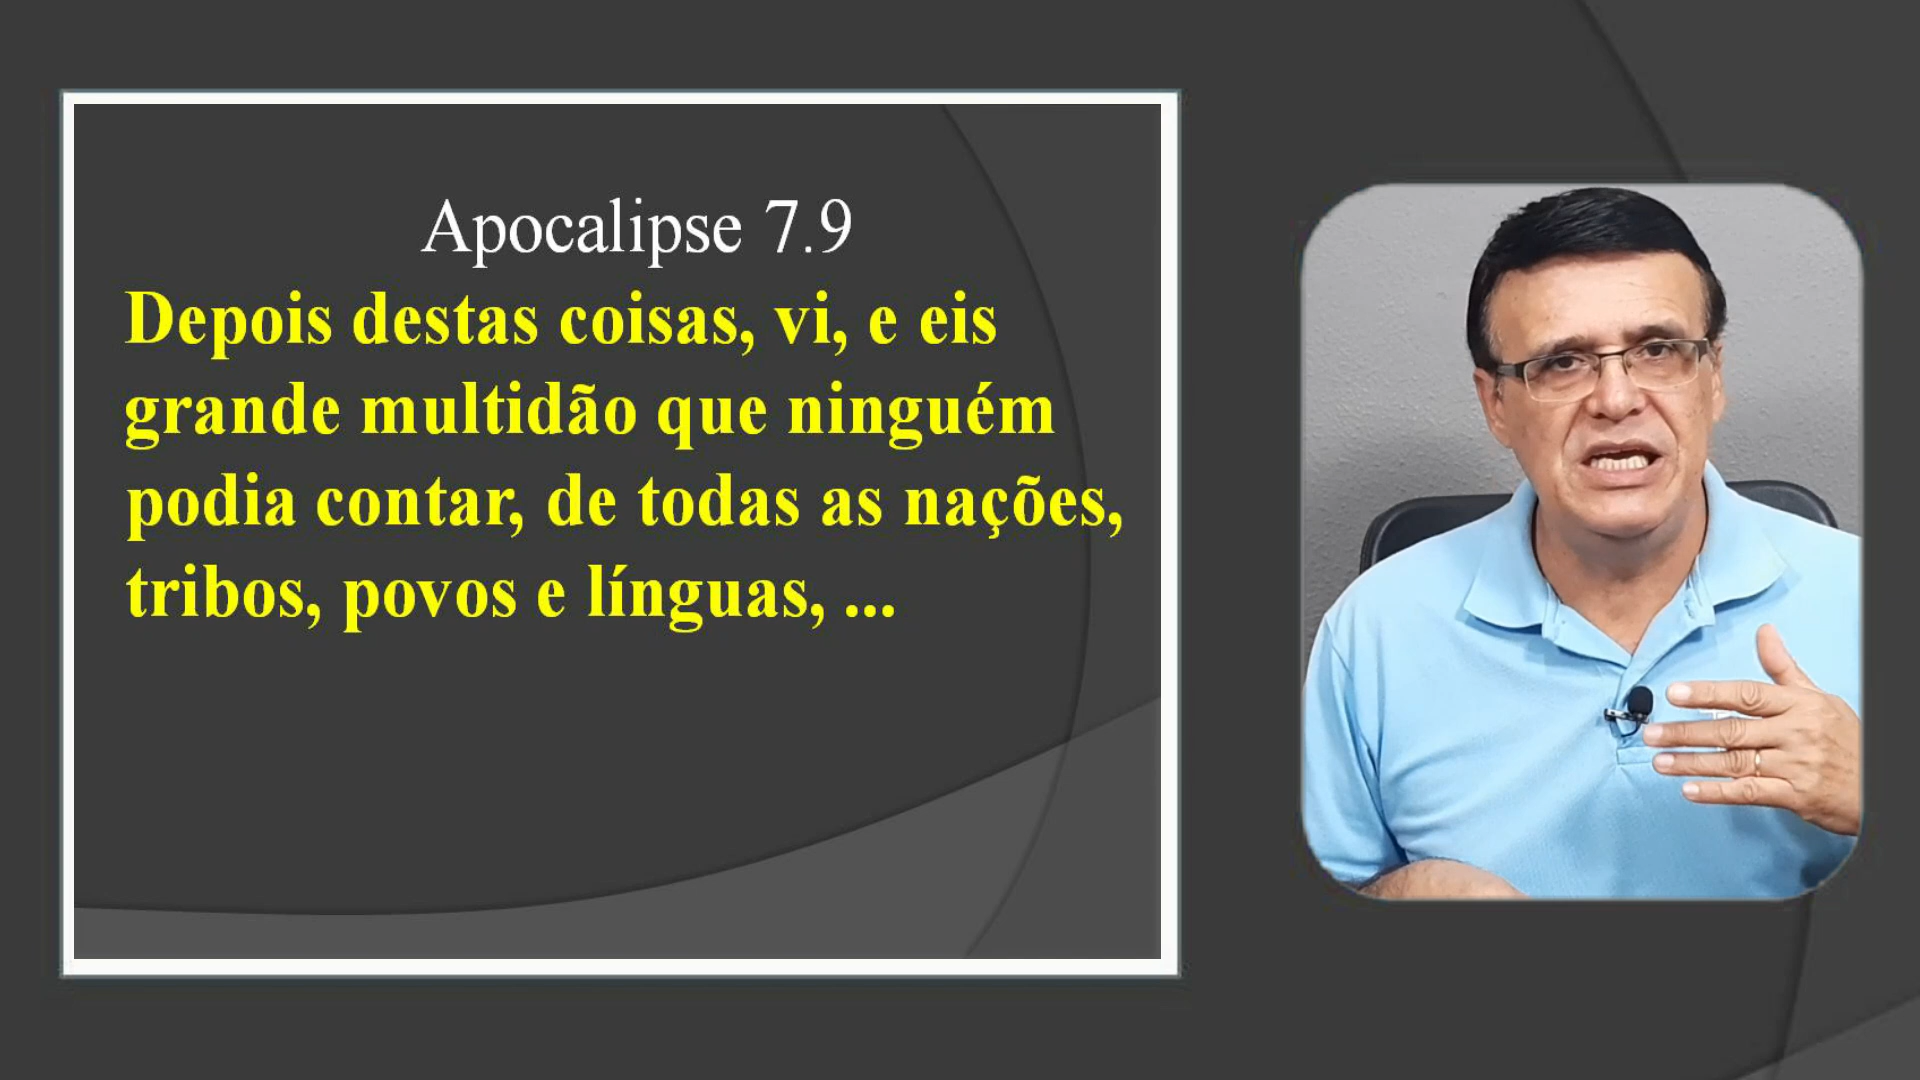 Apocalipse 7.9
Depois destas coisas, vi, e eis
grande multidão que ninguém
podia contar, de todas as nações,
tribos, povos e línguas, ...